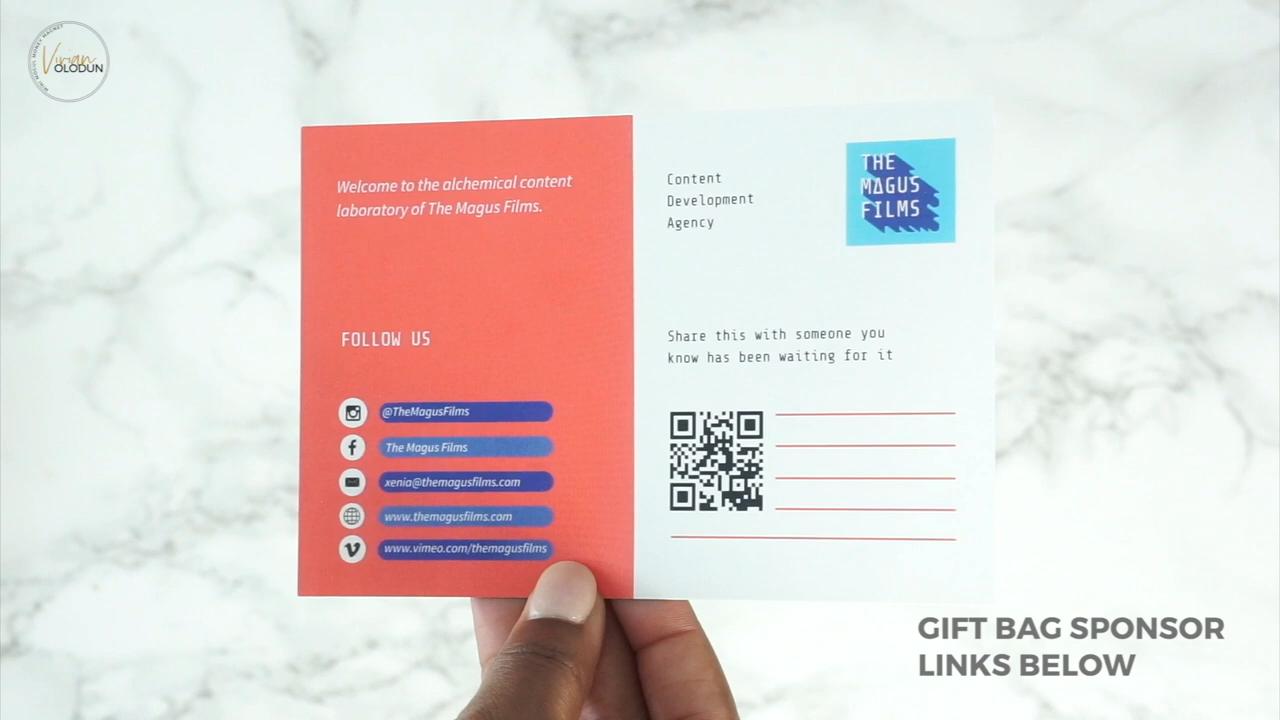 Vivian
OLODUN
Welcome to the alchemical content
laboratory of The Magus Films.
FOLLOW US
@TheMagusFilms
The Magus Films
xenia@themagusfilms.com
www.themagusfilms.com
www.vimeo.com/themagusfilms
Content
Development
Agency
THE
MAGUS
FILMS
Share this with someone you
know has been waiting for it
GIFT BAG SPONSOR
LINKS BELOW